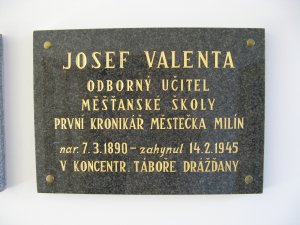 JOSEF VALENTA
ODBORNÝ UČITEL
MĚŠŤANSKÉ ŠKOLY
PRVNÍ KRONIKÁŘ MĚSTEČKA MILÍN
nar. 7.3.1890 – zahynul 14.2.1945
V KONCENTR. TÁBOŘE DRÁŽĎANY